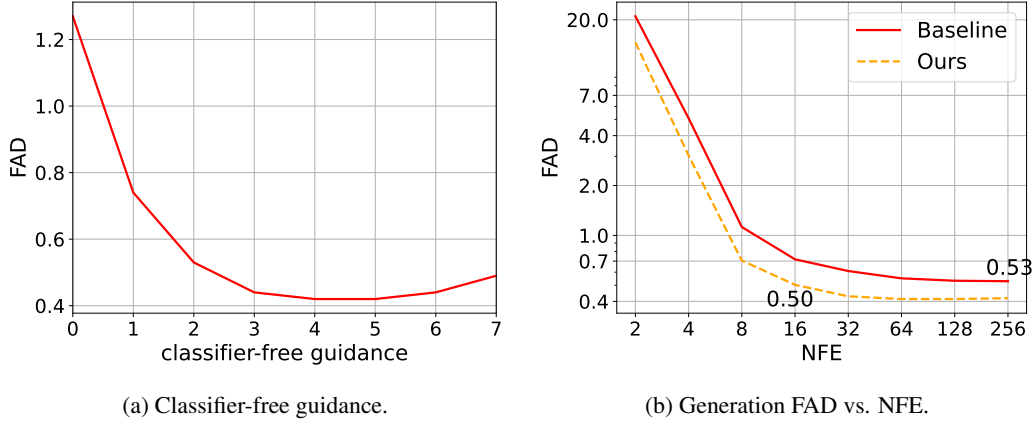 1.2
1.0
0.8
0.6
0.4
FAD
0 1 2 3 4 5 6 7
classifier-free guidance
(a) Classifier-free guidance.
20.0
7.0
4.0
2.0
1.0
0.7
0.4
FAD
Baseline
Ours
0.53
0.50
2 4 8 16 32 64 128 256
NFE
(b) Generation FAD vs. NFE.